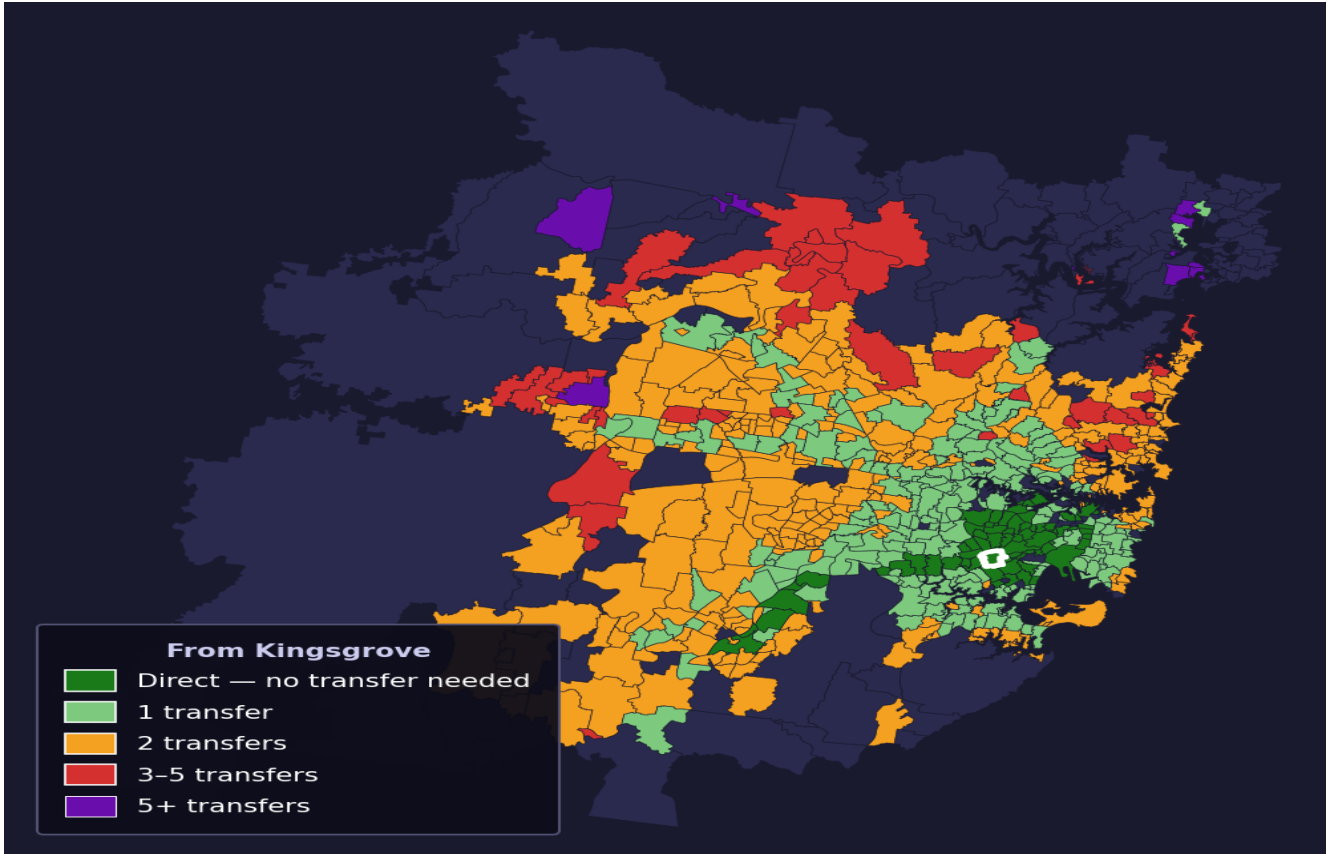 From Kingsgrove
Direct — no transfer needed
1 transfer
2 transfers
3–5 transfers
5+ transfers